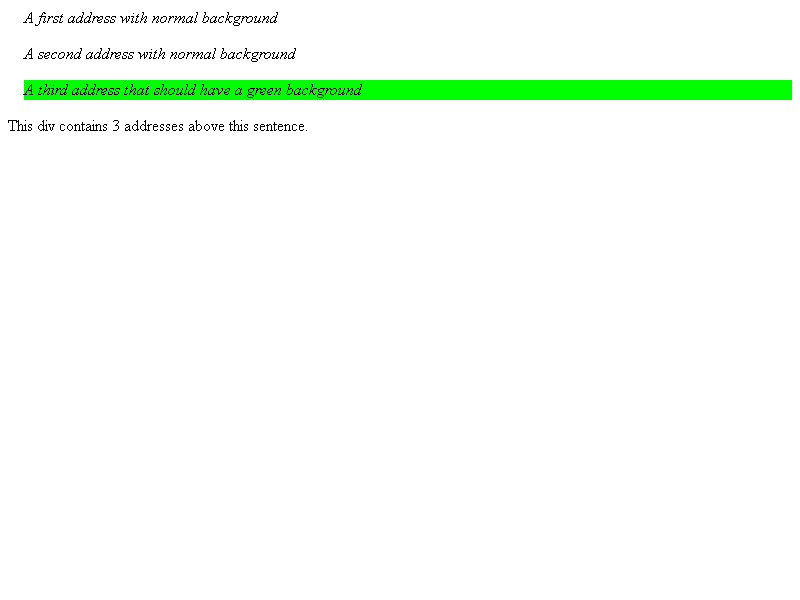 A first address with normal background
A second address with normal background
A third address that should have a green background
This div contains 3 addresses above this sentence.